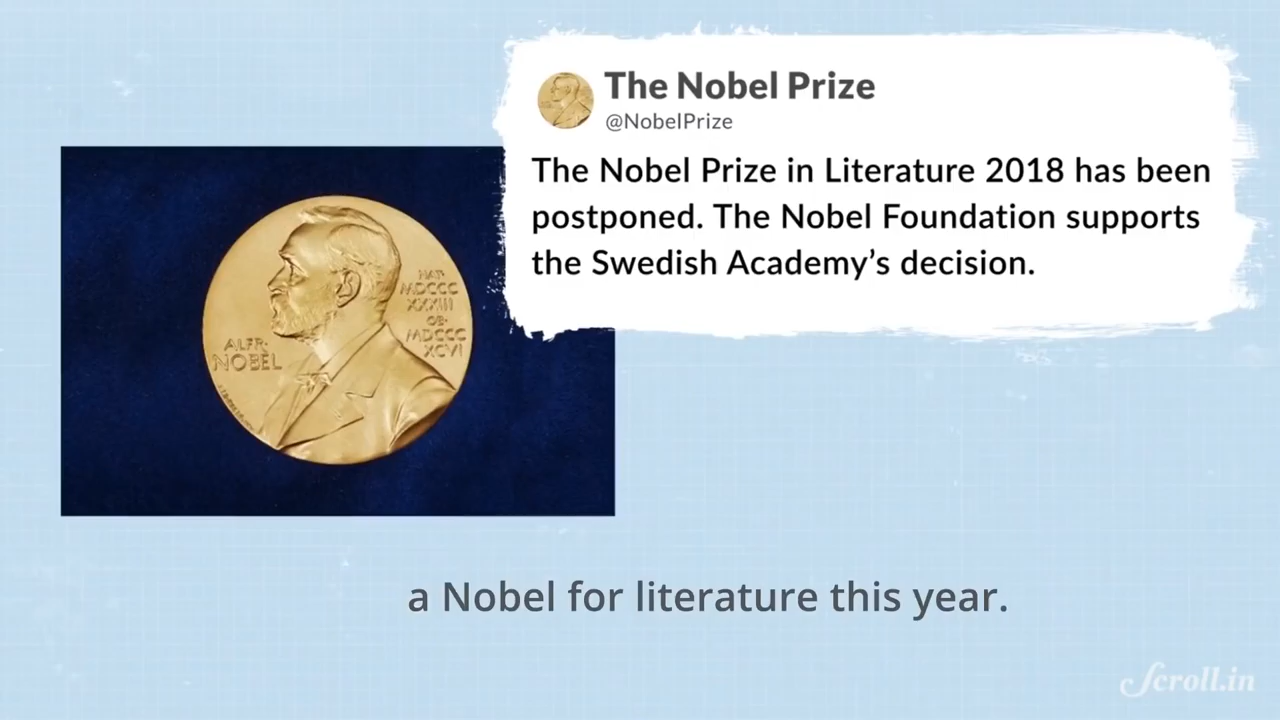 The Nobel Prize
@NobelPrize
The Nobel Prize in Literature 2018 has been
postponed. The Nobel Foundation supports
the Swedish Academy’s decision.
ALFR·
NOBEL
NAT·
MDCCC
XXXIII
OB·
MDCCC
XCVI
a Nobel for literature this year.
Scroll.in